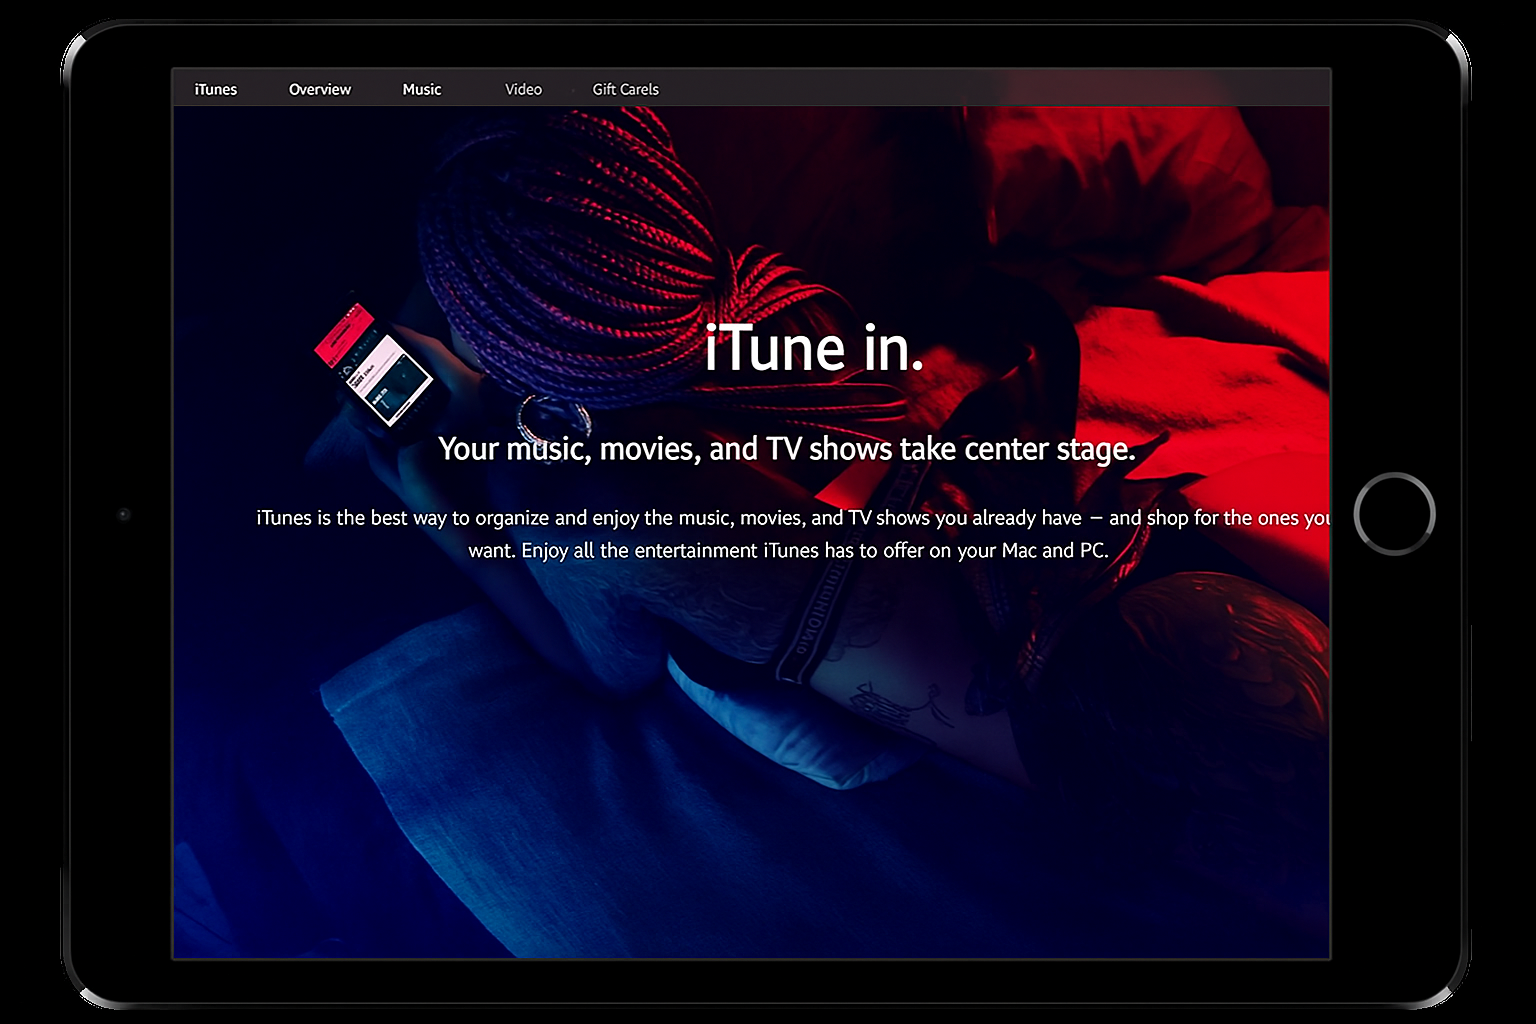 iTunes Overview Music Video Gift Carels
iTune in.
Your music, movies, and TV shows take center stage.
iTunes is the best way to organize and enjoy the music, movies, and TV shows you already have – and shop for the ones you
want. Enjoy all the entertainment iTunes has to offer on your Mac and PC.